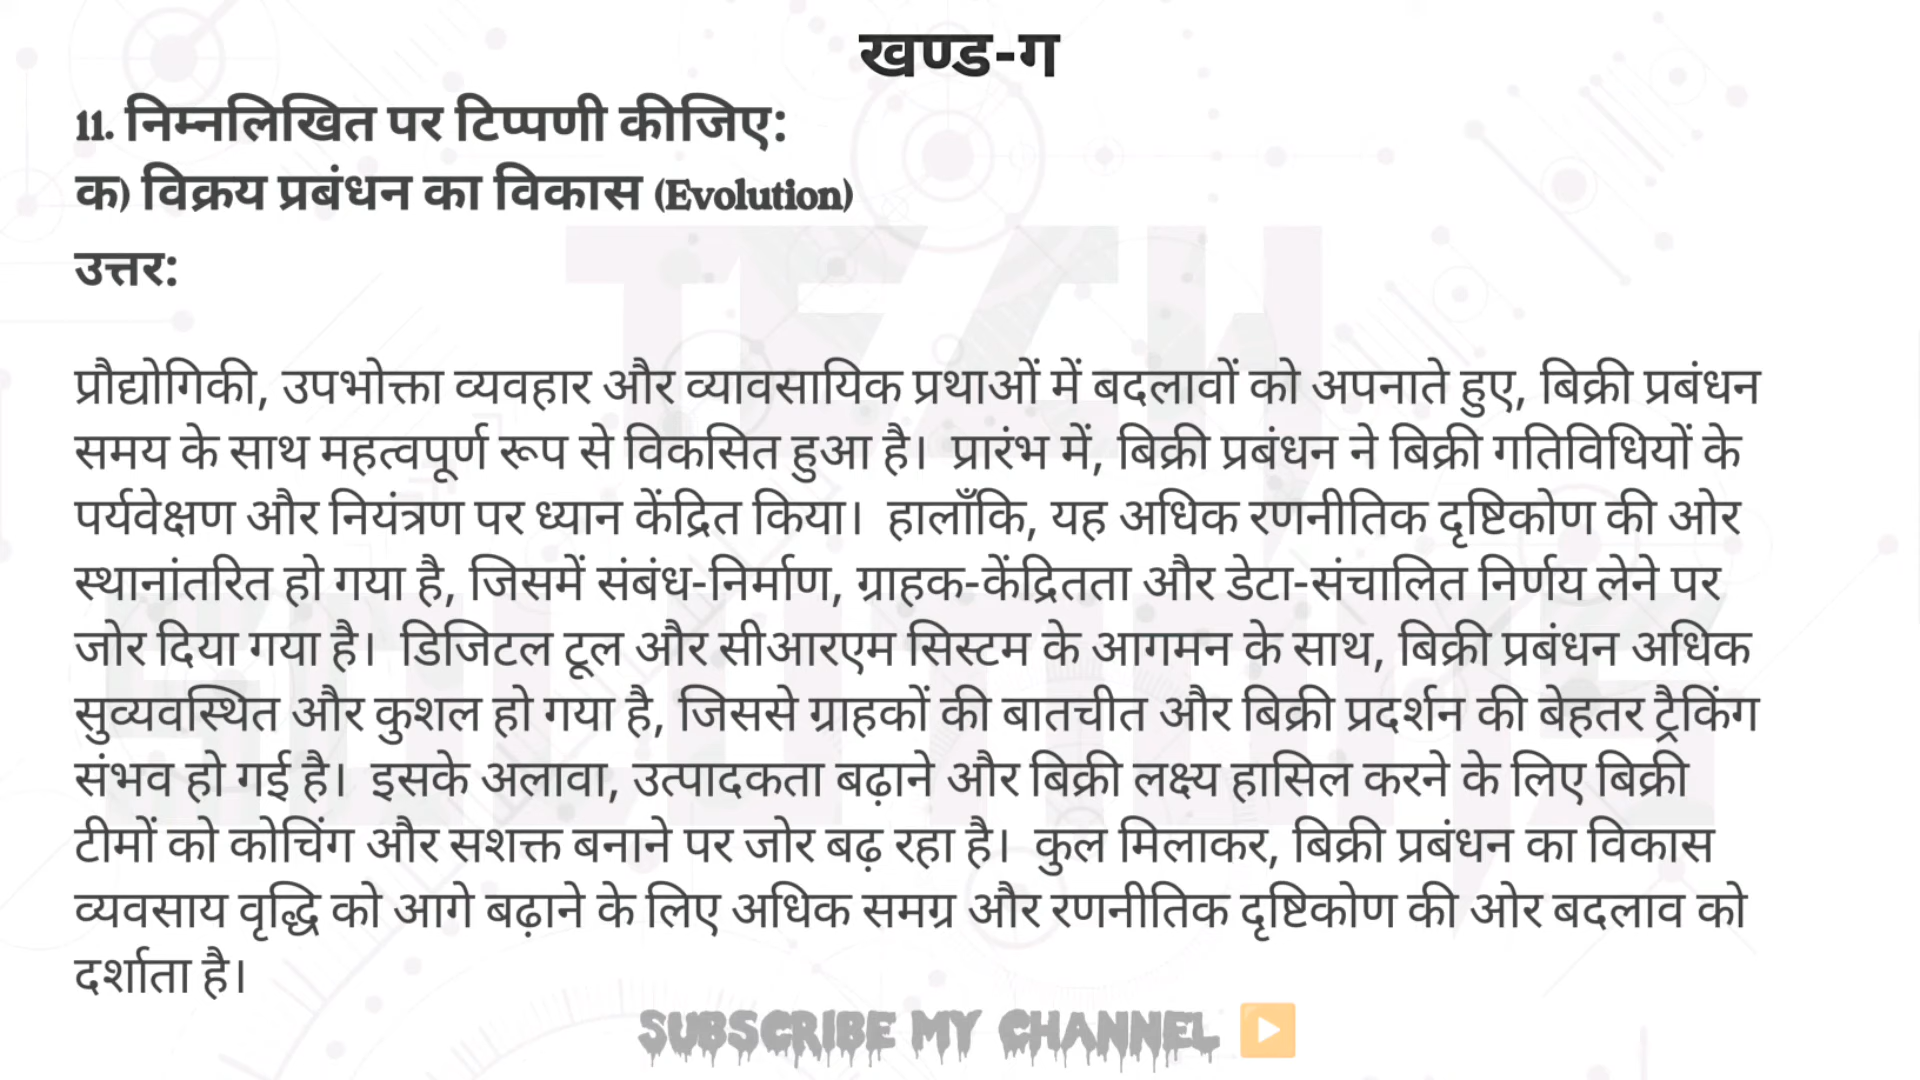 खण्ड-ग
11. निम्नलिखित पर टिप्पणी कीजिए:
क) विक्रय प्रबंधन का विकास (Evolution)
उत्तर:
प्रौद्योगिकी, उपभोक्ता व्यवहार और व्यावसायिक प्रथाओं में बदलावों को अपनाते हुए, बिक्री प्रबंधन
समय के साथ महत्वपूर्ण रूप से विकसित हुआ है। प्रारंभ में, बिक्री प्रबंधन ने बिक्री गतिविधियों के
पर्यवेक्षण और नियंत्रण पर ध्यान केंद्रित किया। हालाँकि, यह अधिक रणनीतिक दृष्टिकोण की ओर
स्थानांतरित हो गया है, जिसमें संबंध-निर्माण, ग्राहक-केंद्रितता और डेटा-संचालित निर्णय लेने पर
जोर दिया गया है। डिजिटल टूल और सीआरएम सिस्टम के आगमन के साथ, बिक्री प्रबंधन अधिक
सुव्यवस्थित और कुशल हो गया है, जिससे ग्राहकों की बातचीत और बिक्री प्रदर्शन की बेहतर ट्रैकिंग
संभव हो गई है। इसके अलावा, उत्पादकता बढ़ाने और बिक्री लक्ष्य हासिल करने के लिए बिक्री
टीमों को कोचिंग और सशक्त बनाने पर जोर बढ़ रहा है। कुल मिलाकर, बिक्री प्रबंधन का विकास
व्यवसाय वृद्धि को आगे बढ़ाने के लिए अधिक समग्र और रणनीतिक दृष्टिकोण की ओर बदलाव को
दर्शाता है।
SUBSCRIBE MY CHANNEL